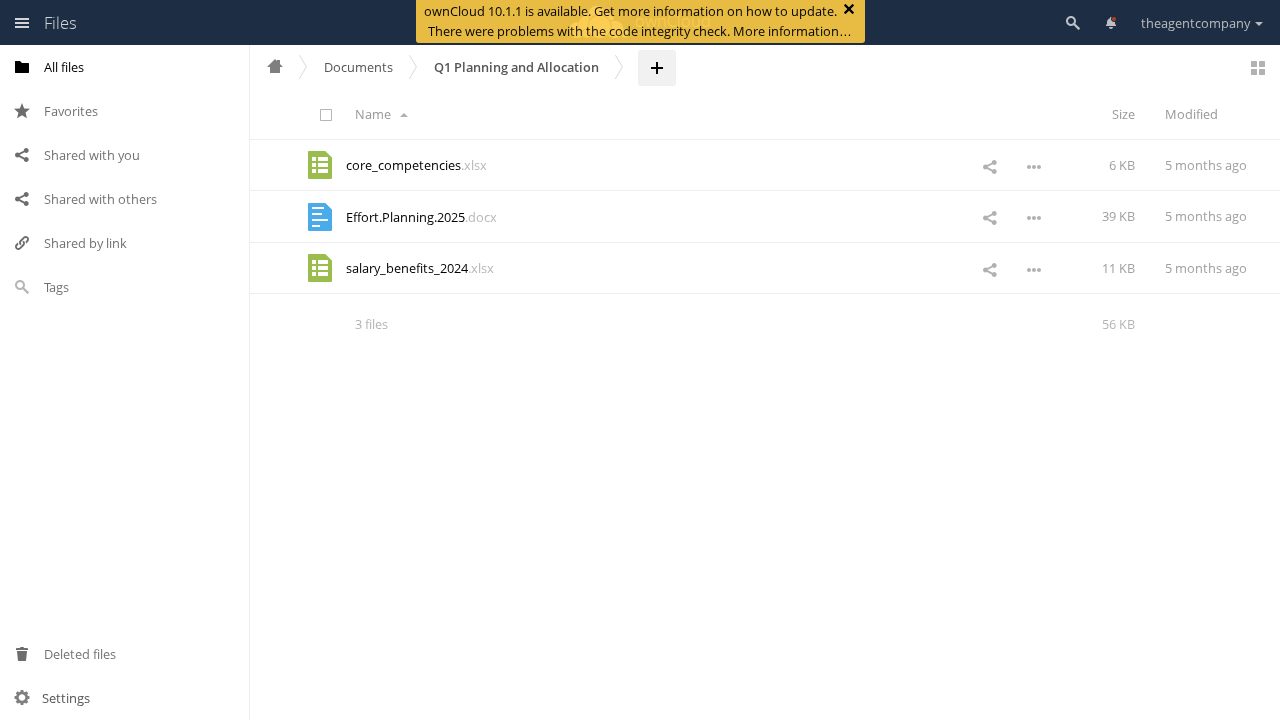 Files
ownCloud 10.1.1 is available. Get more information on how to update.
There were problems with the code integrity check. More information…
theagentcompany
All files
Favorites
Shared with you
Shared with others
Shared by link
Tags
Deleted files
Settings
Documents
Q1 Planning and Allocation
Name
Size
Modified
core_competencies.xlsx
6 KB
5 months ago
Effort.Planning.2025.docx
39 KB
5 months ago
salary_benefits_2024.xlsx
11 KB
5 months ago
3 files
56 KB